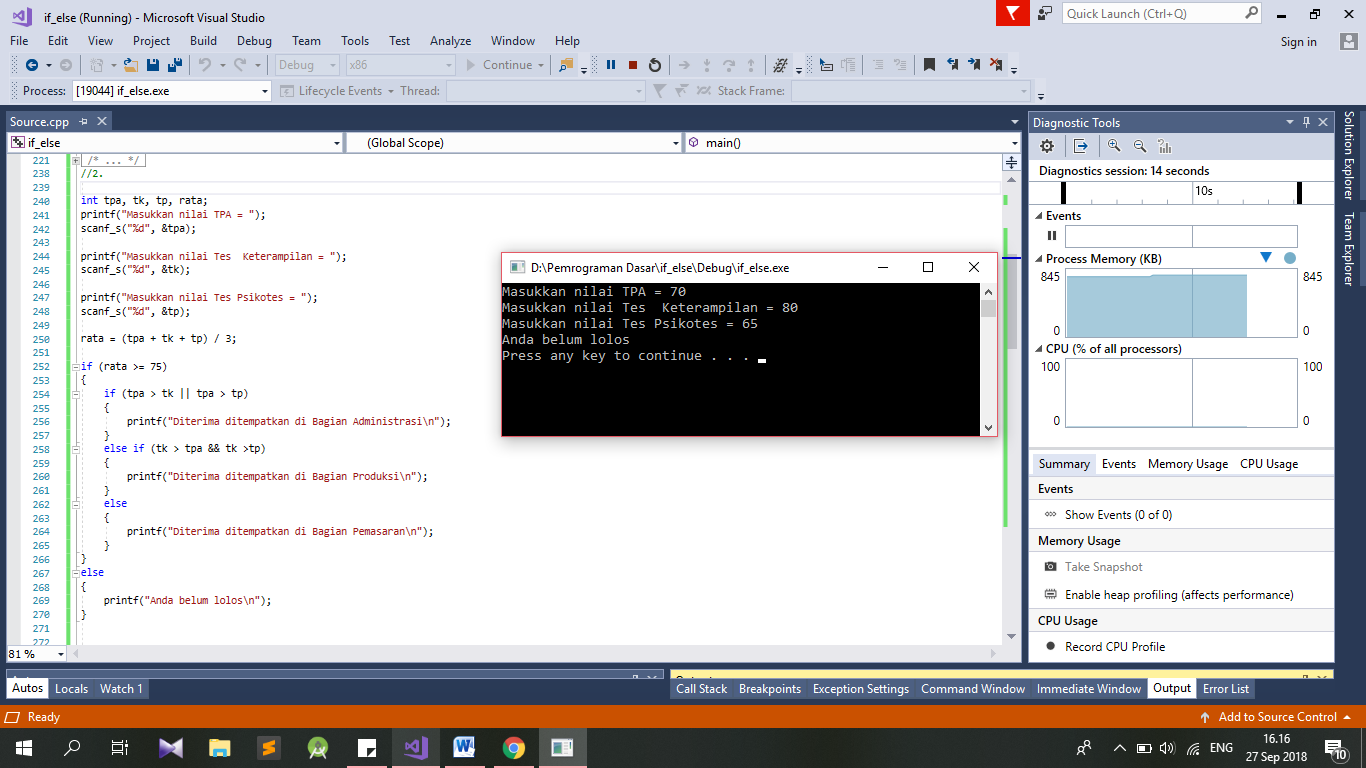 if_else (Running) - Microsoft Visual Studio
Quick Launch (Ctrl+Q)
File Edit View Project Build Debug Team Tools Test Analyze Window Help
Sign in
Debug x86 Continue
Process: [19044] if_else.exe Lifecycle Events Thread: Stack Frame:
Source.cpp
if_else (Global Scope) main()
221 /* ... */
238 //2.
239
240 int tpa, tk, tp, rata;
241 printf("Masukkan nilai TPA = ");
242 scanf_s("%d", &tpa);
243
244 printf("Masukkan nilai Tes  Keterampilan = ");
245 scanf_s("%d", &tk);
246
247 printf("Masukkan nilai Tes Psikotes = ");
248 scanf_s("%d", &tp);
249
250 rata = (tpa + tk + tp) / 3;
251
252 if (rata >= 75)
253 {
254 if (tpa > tk || tpa > tp)
255 {
256 printf("Diterima ditempatkan di Bagian Administrasi\n");
257 }
258 else if (tk > tpa && tk >tp)
259 {
260 printf("Diterima ditempatkan di Bagian Produksi\n");
261 }
262 else
263 {
264 printf("Diterima ditempatkan di Bagian Pemasaran\n");
265 }
266 }
267 else
268 {
269 printf("Anda belum lolos\n");
270 }
271
272
81 %
D:\Pemrograman Dasar\if_else\Debug\if_else.exe
Masukkan nilai TPA = 70
Masukkan nilai Tes  Keterampilan = 80
Masukkan nilai Tes Psikotes = 65
Anda belum lolos
Press any key to continue . . .
Diagnostic Tools
Diagnostics session: 14 seconds
10s
Events
Process Memory (KB)
845 845
0 0
CPU (% of all processors)
100 100
0 0
Summary Events Memory Usage CPU Usage
Events
Show Events (0 of 0)
Memory Usage
Take Snapshot
Enable heap profiling (affects performance)
CPU Usage
Record CPU Profile
Solution Explorer
Team Explorer
Autos Locals Watch 1
Call Stack Breakpoints Exception Settings Command Window Immediate Window Output Error List
Ready
Add to Source Control
ENG
16.16
27 Sep 2018
10